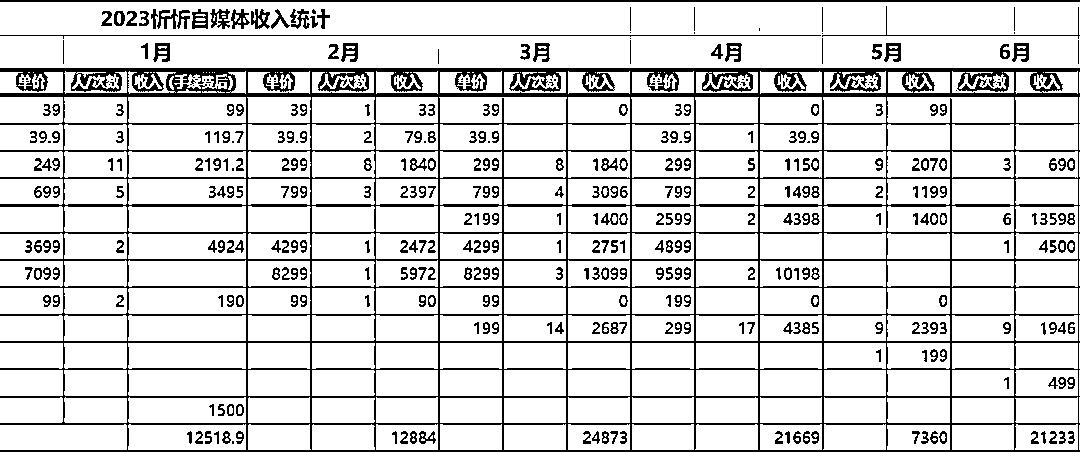 2023忻忻自媒体收入统计
1月 2月 3月 4月 5月 6月
单价 人/次数 收入(手续费后) 单价 人/次数 收入 单价 人/次数 收入 单价 人/次数 收入 人/次数 收入 人/次数 收入
39 3 99 39 1 33 39 0 39 0 3 99
39.9 3 119.7 39.9 2 79.8 39.9 39.9 1 39.9
249 11 2191.2 299 8 1840 299 8 1840 299 5 1150 9 2070 3 690
699 5 3495 799 3 2397 799 4 3096 799 2 1498 2 1199
2199 1 1400 2599 2 4398 1 1400 6 13598
3699 2 4924 4299 1 2472 4299 1 2751 4899 1 4500
7099 8299 1 5972 8299 3 13099 9599 2 10198
99 2 190 99 1 90 99 0 199 0 0
199 14 2687 299 17 4385 9 2393 9 1946
1 199
1 499
1500
12518.9 12884 24873 21669 7360 21233